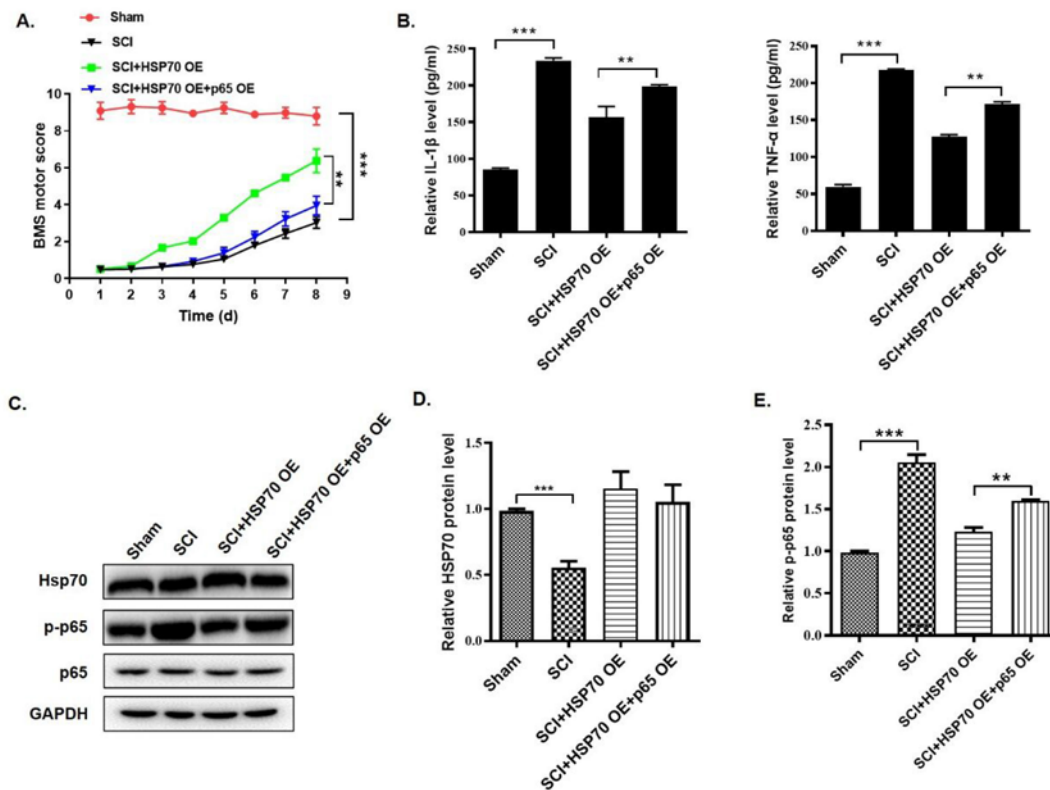 A.
Sham
SCI
SCI+HSP70 OE
SCI+HSP70 OE+p65 OE
BMS motor score
10
8
6
4
2
0
0 1 2 3 4 5 6 7 8 9
Time (d)
***
**
B.
Relative IL-1β level (pg/ml)
250
200
150
100
50
0
***
**
Sham
SCI
SCI+HSP70 OE
SCI+HSP70 OE+p65 OE
Relative TNF-α level (pg/ml)
250
200
150
100
50
0
***
**
Sham
SCI
SCI+HSP70 OE
SCI+HSP70 OE+p65 OE
C.
Sham
SCI
SCI+HSP70 OE
SCI+HSP70 OE+p65 OE
Hsp70
p-p65
p65
GAPDH
D.
Relative HSP70 protein level
1.5
1.0
0.5
0.0
***
Sham
SCI
SCI+HSP70 OE
SCI+HSP70 OE+p65 OE
E.
Relative p-p65 protein level
2.5
2.0
1.5
1.0
0.5
0.0
***
**
Sham
SCI
SCI+HSP70 OE
SCI+HSP70 OE+p65 OE